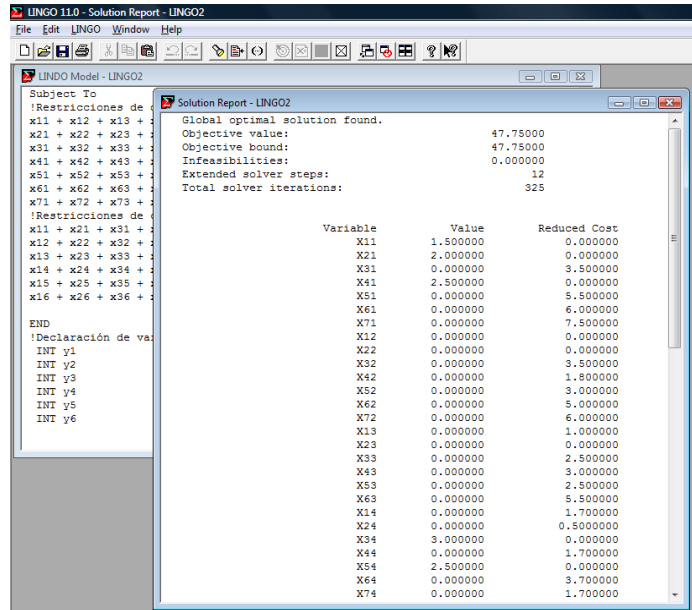 LINGO 11.0 - Solution Report - LINGO2
File Edit LINGO Window Help
LINDO Model - LINGO2
Subject To
!Restricciones de
x11 + x12 + x13 +
x21 + x22 + x23 +
x31 + x32 + x33 +
x41 + x42 + x43 +
x51 + x52 + x53 +
x61 + x62 + x63 +
x71 + x72 + x73 +
!Restricciones de
x11 + x21 + x31 +
x12 + x22 + x32 +
x13 + x23 + x33 +
x14 + x24 + x34 +
x15 + x25 + x35 +
x16 + x26 + x36 +
END
!Declaración de
INT y1
INT y2
INT y3
INT y4
INT y5
INT y6
Solution Report - LINGO2
Global optimal solution found.
Objective value: 47.75000
Objective bound: 47.75000
Infeasibilities: 0.000000
Extended solver steps: 12
Total solver iterations: 325
Variable Value Reduced Cost
X11 1.500000 0.000000
X21 2.000000 0.000000
X31 0.000000 3.500000
X41 2.500000 0.000000
X51 0.000000 5.500000
X61 0.000000 6.000000
X71 0.000000 7.500000
X12 0.000000 0.000000
X22 0.000000 0.000000
X32 0.000000 3.500000
X42 0.000000 1.800000
X52 0.000000 3.000000
X62 0.000000 5.000000
X72 0.000000 6.000000
X13 0.000000 1.000000
X23 0.000000 0.000000
X33 0.000000 2.500000
X43 0.000000 3.000000
X53 0.000000 2.500000
X63 0.000000 5.500000
X14 0.000000 1.700000
X24 0.000000 0.5000000
X34 3.000000 0.000000
X44 0.000000 1.700000
X54 2.500000 0.000000
X64 0.000000 3.700000
X74 0.000000 1.700000